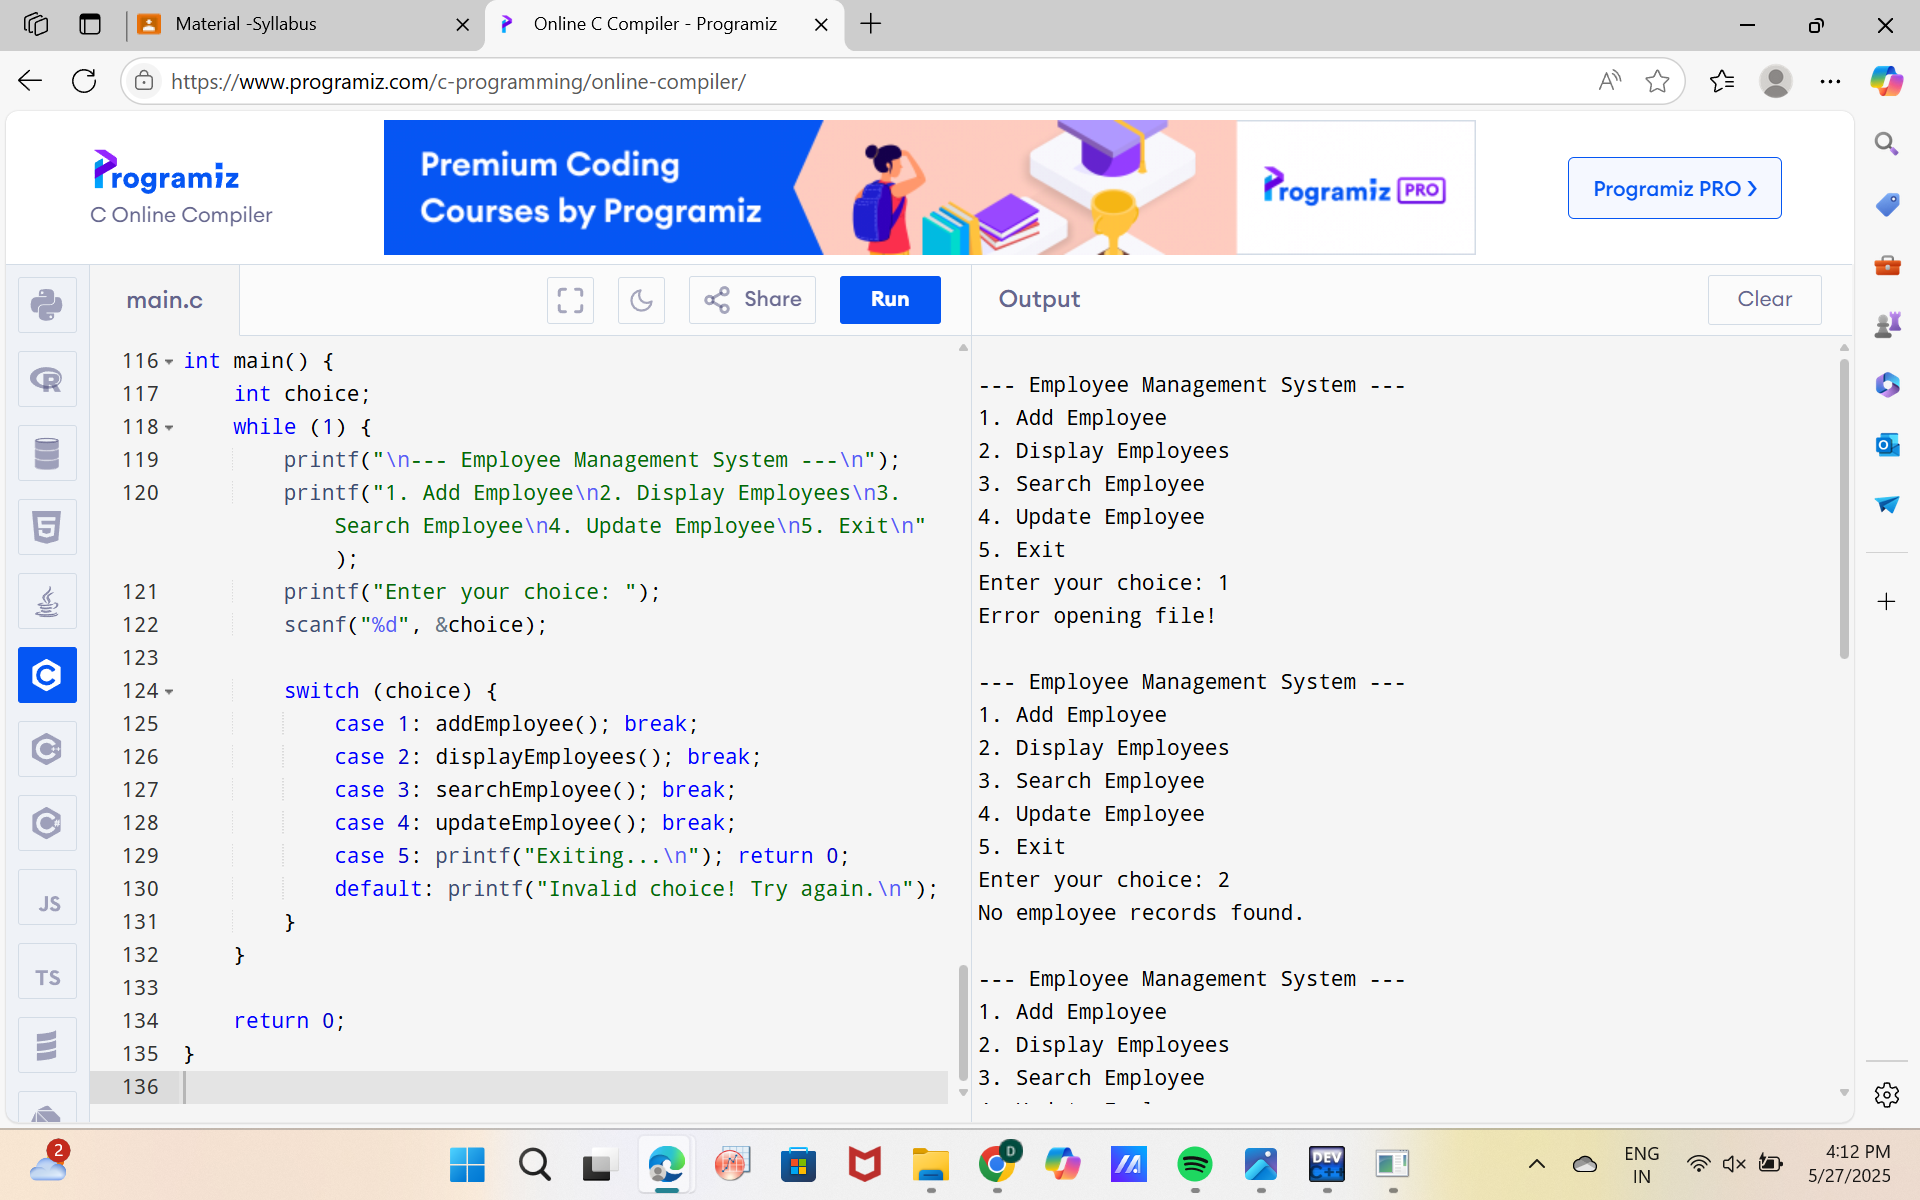 Material -Syllabus
Online C Compiler - Programiz
https://www.programiz.com/c-programming/online-compiler/
Programiz
C Online Compiler
Premium Coding
Courses by Programiz
Programiz PRO
Programiz PRO ❯
main.c
Share
Run
Output
Clear
116 int main() {
117 int choice;
118 while (1) {
119 printf("\n--- Employee Management System ---\n");
120 printf("1. Add Employee\n2. Display Employees\n3.
Search Employee\n4. Update Employee\n5. Exit\n"
);
121 printf("Enter your choice: ");
122 scanf("%d", &choice);
123
124 switch (choice) {
125 case 1: addEmployee(); break;
126 case 2: displayEmployees(); break;
127 case 3: searchEmployee(); break;
128 case 4: updateEmployee(); break;
129 case 5: printf("Exiting...\n"); return 0;
130 default: printf("Invalid choice! Try again.\n");
131 }
132 }
133
134 return 0;
135 }
136
--- Employee Management System ---
1. Add Employee
2. Display Employees
3. Search Employee
4. Update Employee
5. Exit
Enter your choice: 1
Error opening file!
--- Employee Management System ---
1. Add Employee
2. Display Employees
3. Search Employee
4. Update Employee
5. Exit
Enter your choice: 2
No employee records found.
--- Employee Management System ---
1. Add Employee
2. Display Employees
3. Search Employee
JS
TS
2
D
DEV
C++
ENG
IN
4:12 PM
5/27/2025